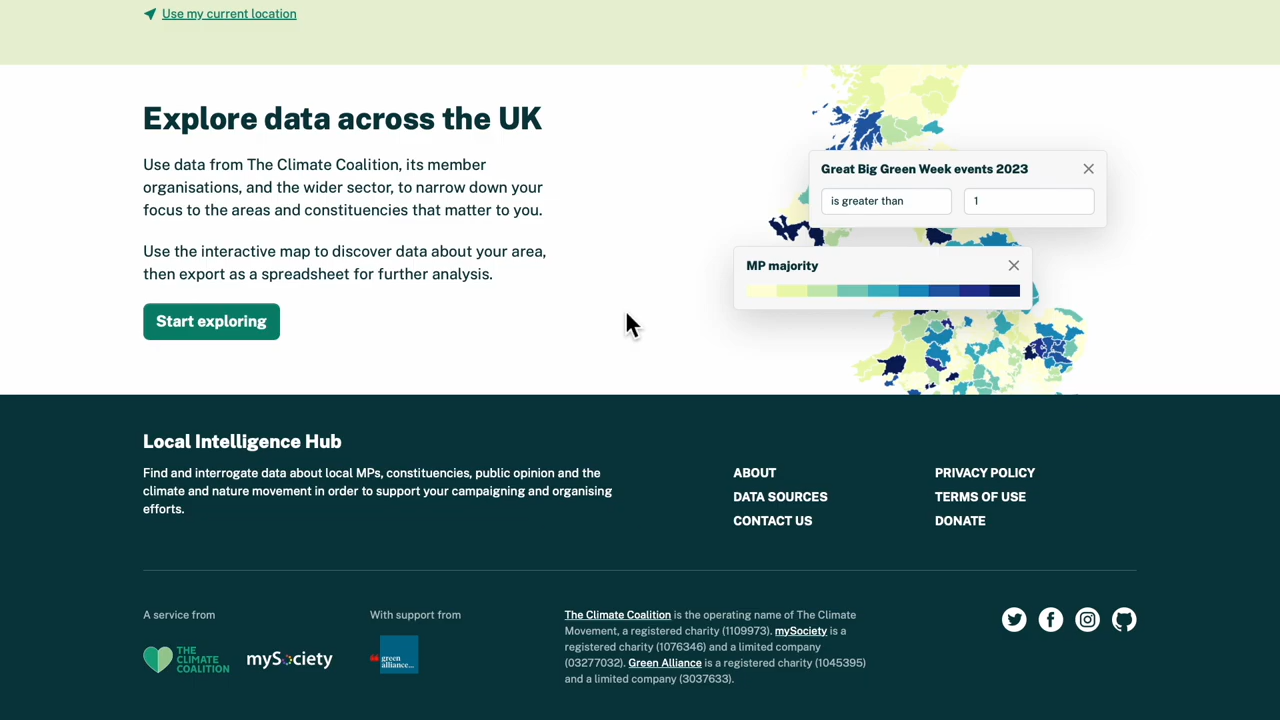 Use my current location
Explore data across the UK
Use data from The Climate Coalition, its member
organisations, and the wider sector, to narrow down your
focus to the areas and constituencies that matter to you.
Use the interactive map to discover data about your area,
then export as a spreadsheet for further analysis.
Start exploring
Great Big Green Week events 2023
is greater than
1
MP majority
Local Intelligence Hub
Find and interrogate data about local MPs, constituencies, public opinion and the
climate and nature movement in order to support your campaigning and organising
efforts.
ABOUT
DATA SOURCES
CONTACT US
PRIVACY POLICY
TERMS OF USE
DONATE
A service from
THE
CLIMATE
COALITION
mySociety
With support from
green
alliance...
The Climate Coalition is the operating name of The Climate
Movement, a registered charity (1109973). mySociety is a
registered charity (1076346) and a limited company
(03277032). Green Alliance is a registered charity (1045395)
and a limited company (3037633).